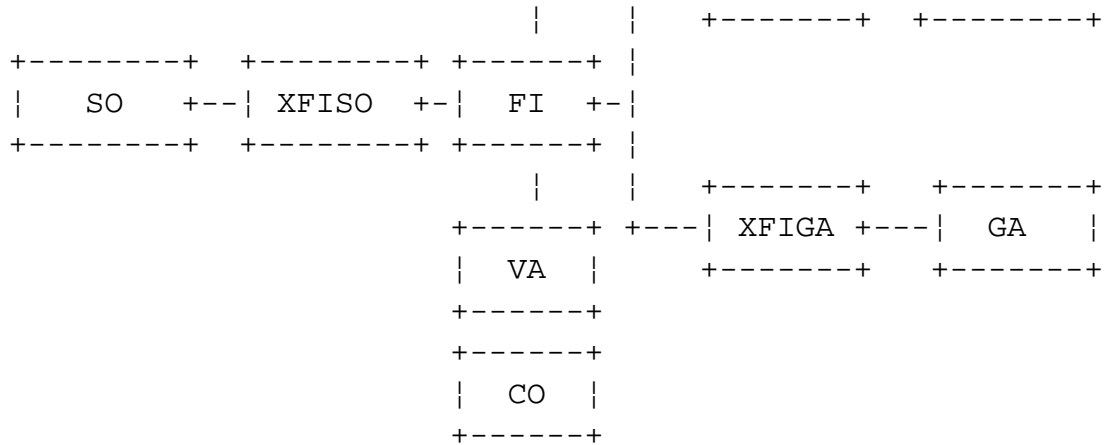 ¦ ¦ +-------+ +--------+
+--------+ +--------+ +------+ ¦
¦ SO +--¦ XFISO +-¦ FI +-¦
+--------+ +--------+ +------+ ¦
¦ ¦ +-------+ +-------+
+------+ +---¦ XFIGA +---¦ GA ¦
¦ VA ¦ +-------+ +-------+
+------+
+------+
¦ CO ¦
+------+